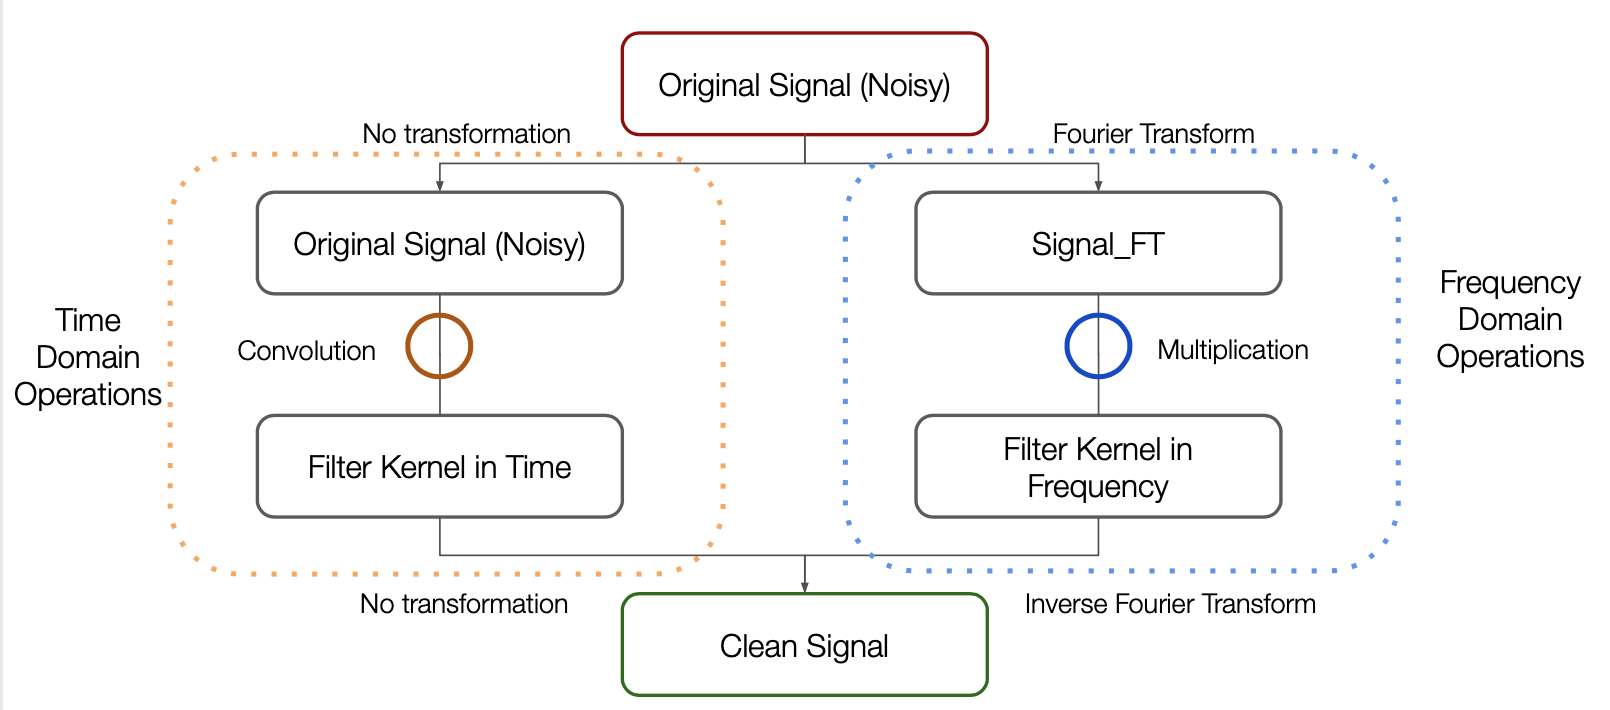 Original Signal (Noisy)
No transformation
Fourier Transform
Original Signal (Noisy)
Signal_FT
Time
Domain
Operations
Convolution
Multiplication
Frequency
Domain
Operations
Filter Kernel in Time
Filter Kernel in
Frequency
No transformation
Inverse Fourier Transform
Clean Signal